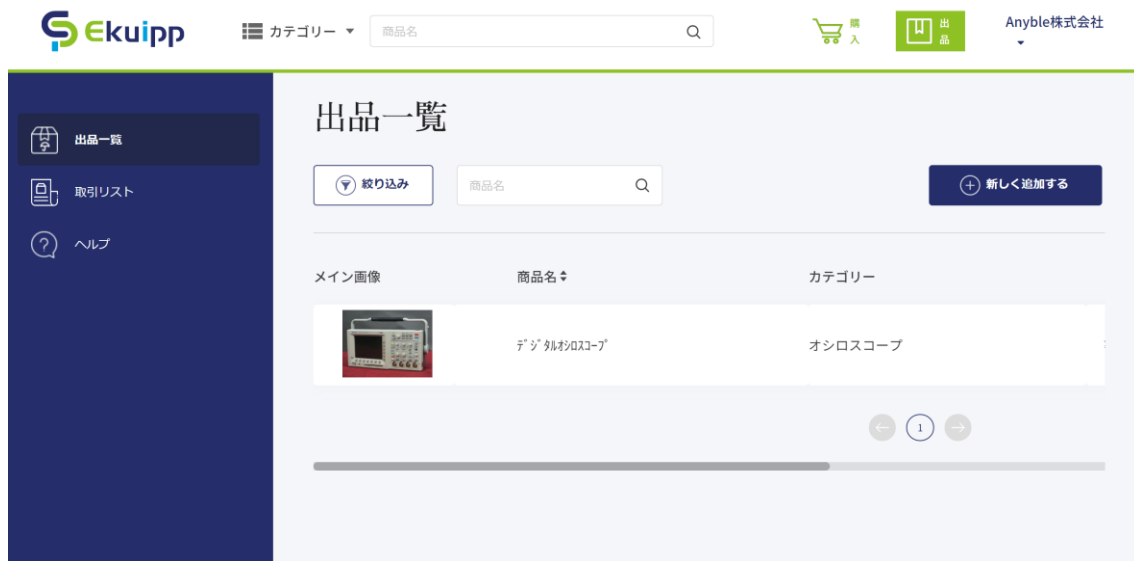 Ekuipp
カテゴリー
商品名
購入
出品
Anyble株式会社
出品一覧
取引リスト
ヘルプ
出品一覧
絞り込み
商品名
新しく追加する
メイン画像 商品名 カテゴリー
ﾃﾞｼﾞﾀﾙｵｼﾛｽｺｰﾌﾟ オシロスコープ
1